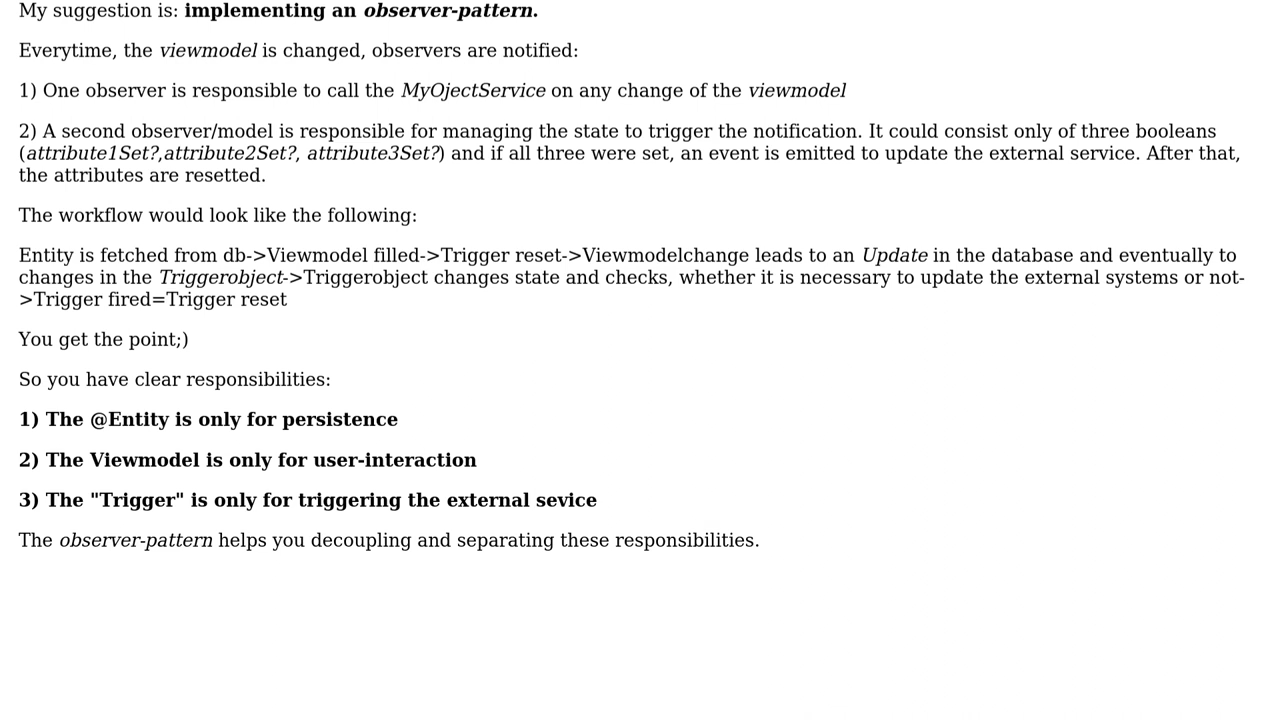 My suggestion is: implementing an observer-pattern.
Everytime, the viewmodel is changed, observers are notified:
1) One observer is responsible to call the MyOjectService on any change of the viewmodel
2) A second observer/model is responsible for managing the state to trigger the notification. It could consist only of three booleans
(attribute1Set?,attribute2Set?, attribute3Set?) and if all three were set, an event is emitted to update the external service. After that,
the attributes are resetted.
The workflow would look like the following:
Entity is fetched from db->Viewmodel filled->Trigger reset->Viewmodelchange leads to an Update in the database and eventually to
changes in the Triggerobject->Triggerobject changes state and checks, whether it is necessary to update the external systems or not-
>Trigger fired=Trigger reset
You get the point;)
So you have clear responsibilities:
1) The @Entity is only for persistence
2) The Viewmodel is only for user-interaction
3) The "Trigger" is only for triggering the external sevice
The observer-pattern helps you decoupling and separating these responsibilities.